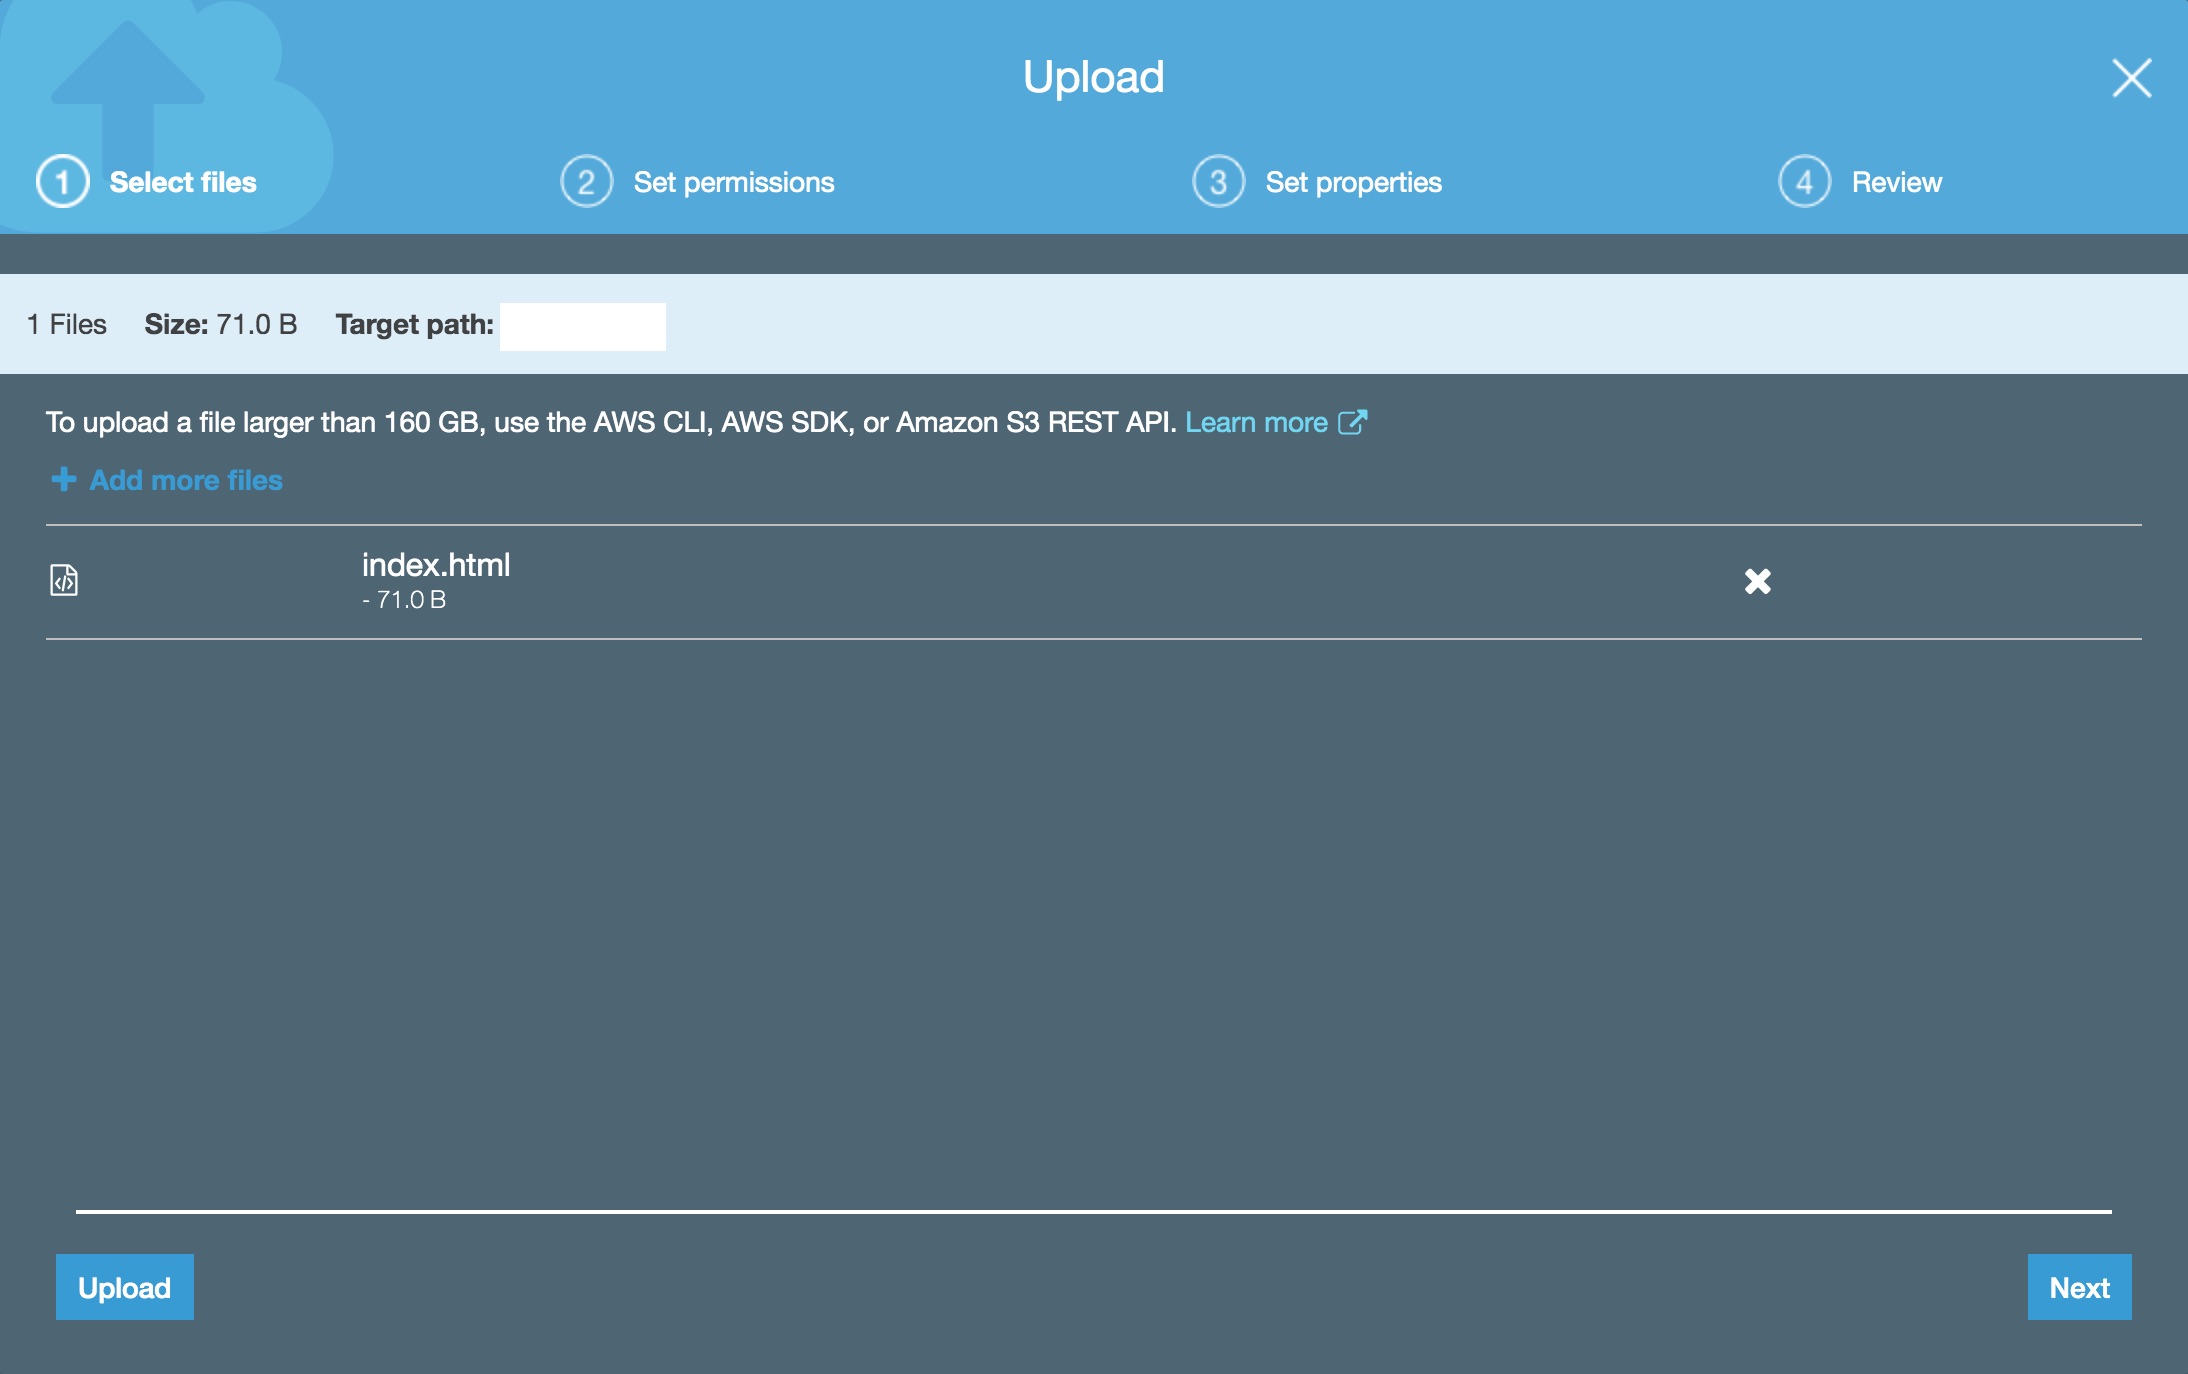 Upload
1 Select files
2 Set permissions
3 Set properties
4 Review
1 Files Size: 71.0 B Target path:
To upload a file larger than 160 GB, use the AWS CLI, AWS SDK, or Amazon S3 REST API. Learn more
Add more files
index.html
- 71.0 B
Upload
Next